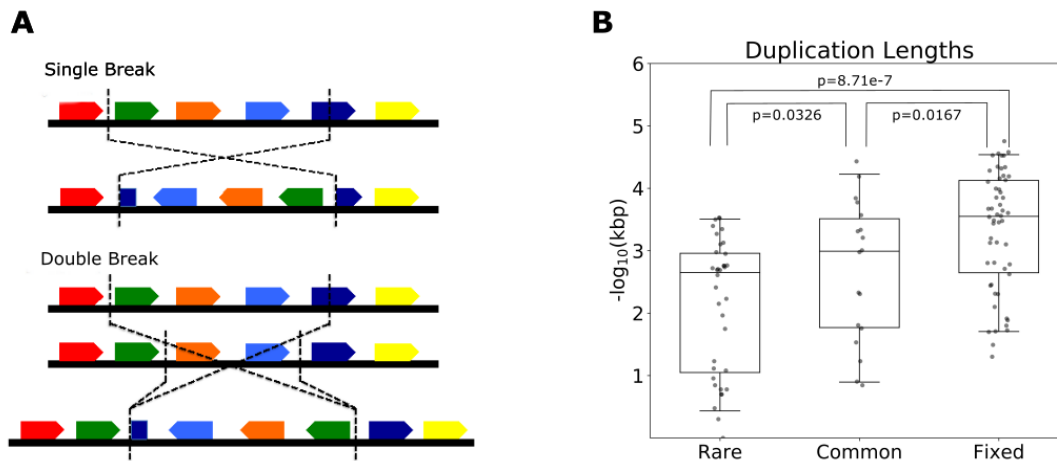 A
Single Break
Double Break
B
Duplication Lengths
p=8.71e-7
p=0.0326
p=0.0167
-log10(kbp)
6
5
4
3
2
1
Rare
Common
Fixed